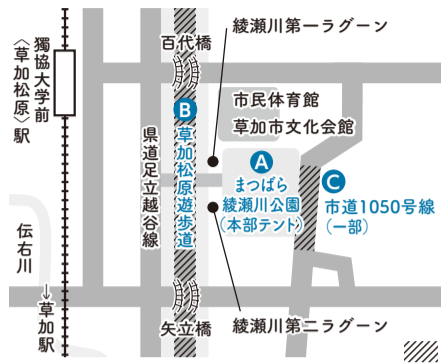 綾瀬川第一ラグーン
百代橋
獨協大学前
〈草加松原〉駅
市民体育館
草加市文化会館
B
草加松原遊歩道
県道足立越谷線
A
まつばら
綾瀬川公園
(本部テント)
C
市道1050号線
(一部)
伝右川
→草加駅
矢立橋
綾瀬川第二ラグーン